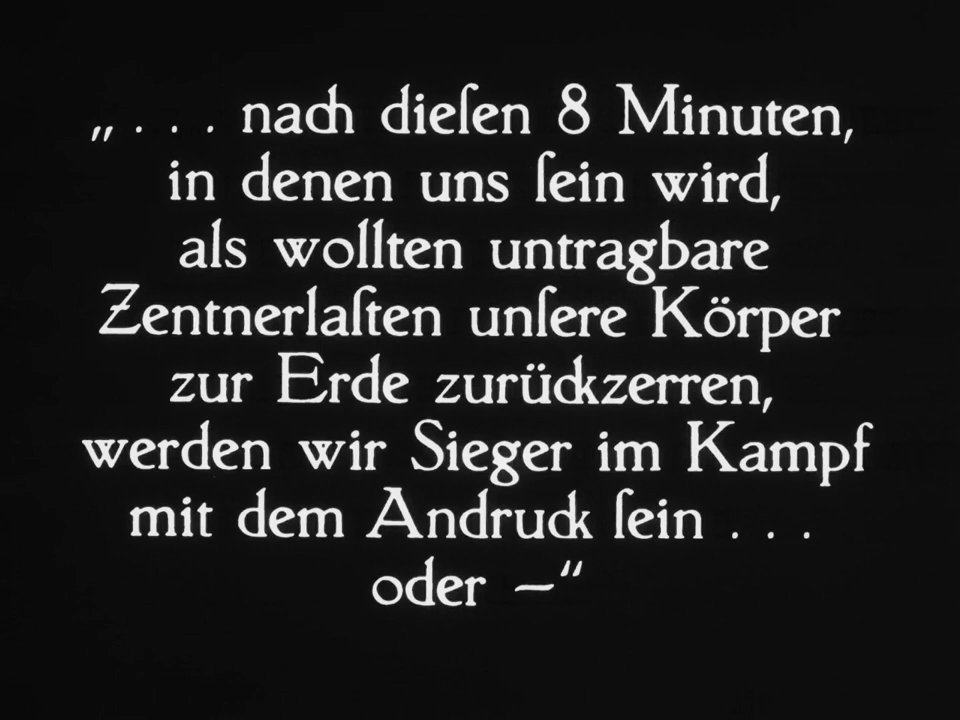 „. . . nach dieſen 8 Minuten,
in denen uns ſein wird,
als wollten untragbare
Zentnerlaſten unſere Körper
zur Erde zurückzerren,
werden wir Sieger im Kampf
mit dem Andruck ſein . . .
oder —“